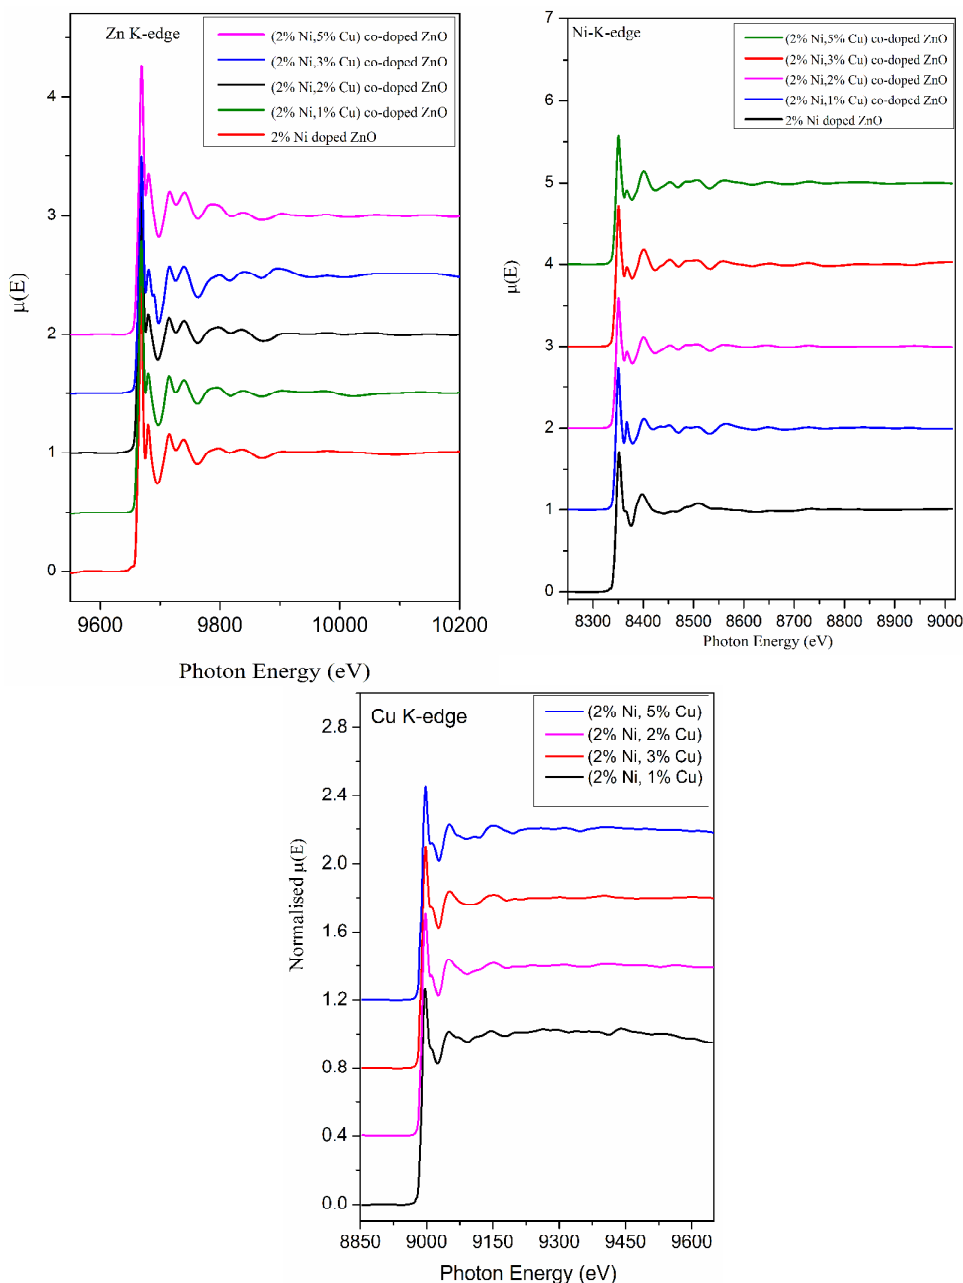 Zn K-edge
(2% Ni,5% Cu) co-doped ZnO
(2% Ni,3% Cu) co-doped ZnO
(2% Ni,2% Cu) co-doped ZnO
(2% Ni,1% Cu) co-doped ZnO
2% Ni doped ZnO
4
3
2
1
0
μ(E)
9600
9800
10000
10200
Photon Energy (eV)
Ni-K-edge
(2% Ni,5% Cu) co-doped ZnO
(2% Ni,3% Cu) co-doped ZnO
(2% Ni,2% Cu) co-doped ZnO
(2% Ni,1% Cu) co-doped ZnO
2% Ni doped ZnO
7
6
5
4
3
2
1
0
μ(E)
8300 8400 8500 8600 8700 8800 8900 9000
Photon Energy (eV)
Cu K-edge
(2% Ni, 5% Cu)
(2% Ni, 2% Cu)
(2% Ni, 3% Cu)
(2% Ni, 1% Cu)
2.8
2.4
2.0
1.6
1.2
0.8
0.4
0.0
Normalised μ(E)
8850 9000 9150 9300 9450 9600
Photon Energy (eV)